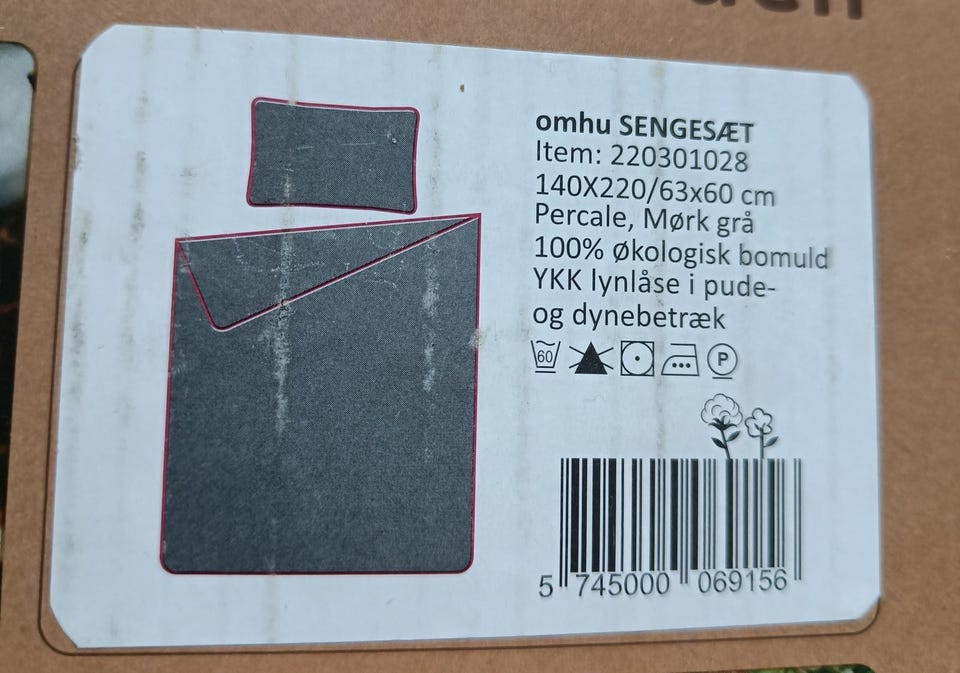 omhu SENGESÆT
Item: 220301028
140X220/63x60 cm
Percale, Mørk grå
100% økologisk bomuld
YKK lynlåse i pude-
og dynebetræk
60
P
5 745000 069156